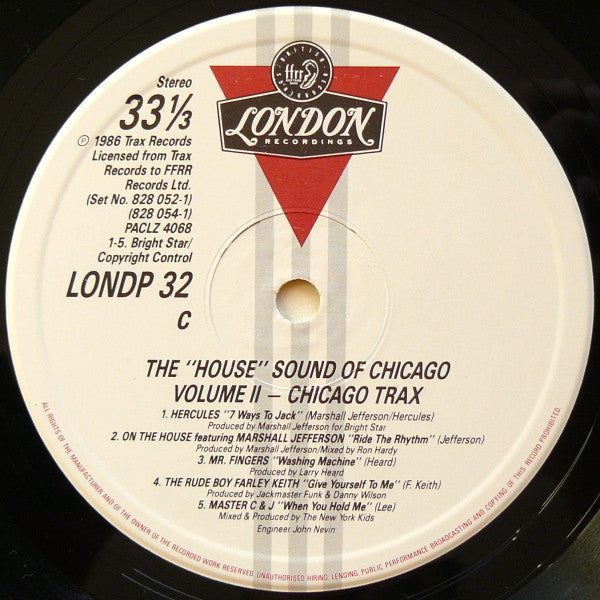 BRITISH
ffrr
RECORDINGS
LONDON
RECORDINGS
Stereo
33 1/3
℗ 1986 Trax Records
Licensed from Trax
Records to FFRR
Records Ltd.
(Set No. 828 052-1)
(828 054-1)
PACLZ 4068
1-5. Bright Star/
Copyright Control
LONDP 32
C
THE "HOUSE" SOUND OF CHICAGO
VOLUME II – CHICAGO TRAX
1. HERCULES "7 Ways To Jack" (Marshall Jefferson/Hercules)
Produced by Marshall Jefferson for Bright Star
2. ON THE HOUSE featuring MARSHALL JEFFERSON "Ride The Rhythm" (Jefferson)
Produced by Marshall Jefferson/Mixed by Ron Hardy
3. MR. FINGERS "Washing Machine" (Heard)
Produced by Larry Heard
4. THE RUDE BOY FARLEY KEITH "Give Yourself To Me" (F. Keith)
Produced by Jackmaster Funk & Danny Wilson
5. MASTER C & J "When You Hold Me" (Lee)
Mixed & Produced by The New York Kids
Engineer John Nevin
ALL RIGHTS OF THE MANUFACTURER AND OF THE OWNER OF THE RECORDED WORK RESERVED. UNAUTHORISED HIRING, LENDING, PUBLIC PERFORMANCE, BROADCASTING AND COPYING OF THIS RECORD PROHIBITED.